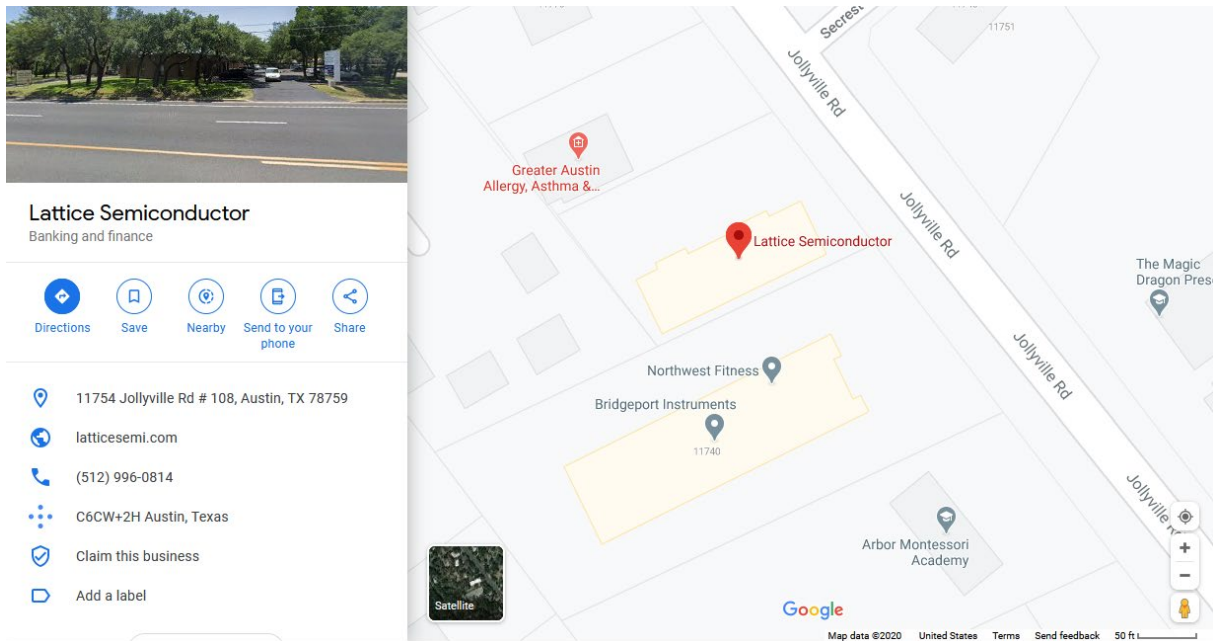 Lattice Semiconductor
Banking and finance
Directions
Save
Nearby
Send to your
phone
Share
11754 Jollyville Rd # 108, Austin, TX 78759
latticesemi.com
(512) 996-0814
C6CW+2H Austin, Texas
Claim this business
Add a label
Secrest
11751
Jollyville Rd
Greater Austin
Allergy, Asthma &...
Jollyville Rd
Lattice Semiconductor
The Magic
Dragon Pres
Jollyville Rd
Northwest Fitness
Bridgeport Instruments
11740
Jollyville Rd
Arbor Montessori
Academy
Satellite
Google
Map data ©2020 United States Terms Send feedback 50 ft